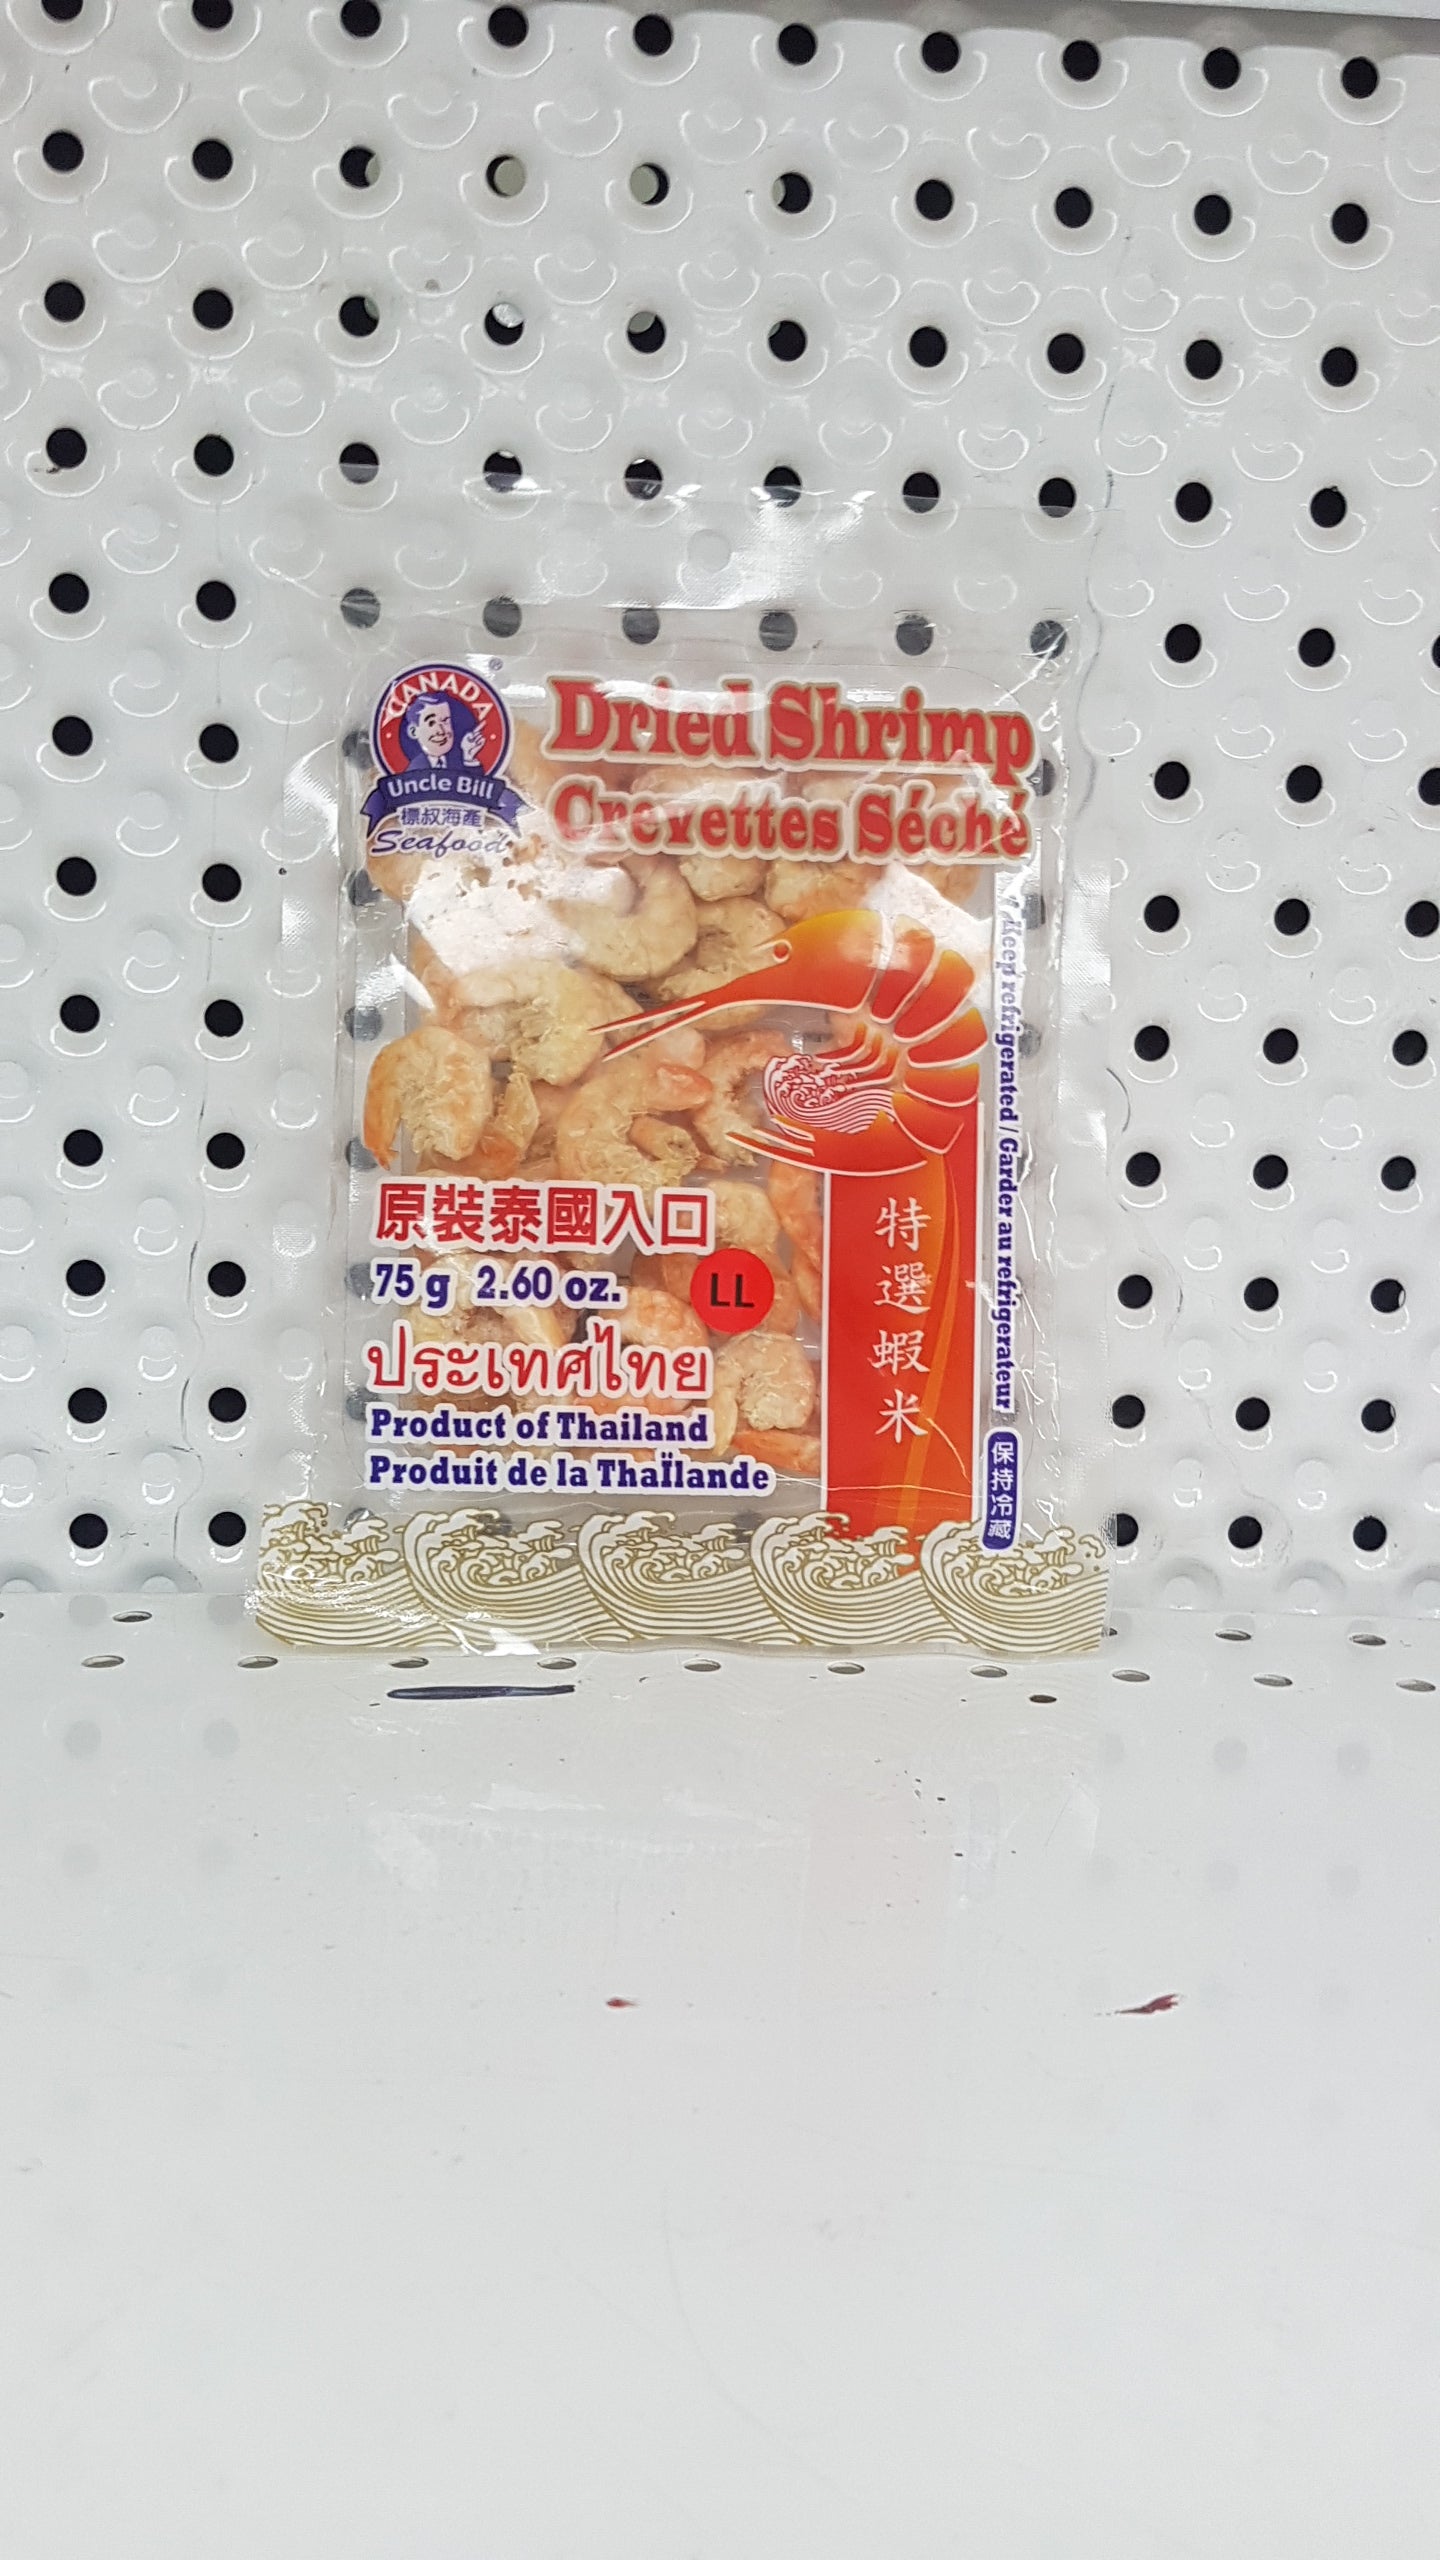 CANADA
Uncle Bill
標叔海產
Seafood
®
Dried Shrimp
Crevettes Séché
Keep refrigerated / Garder au refrigerateur
保持冷藏
特選蝦米
原裝泰國入口
75 g 2.60 oz.
LL
ประเทศไทย
Product of Thailand
Produit de la ThaÏlande